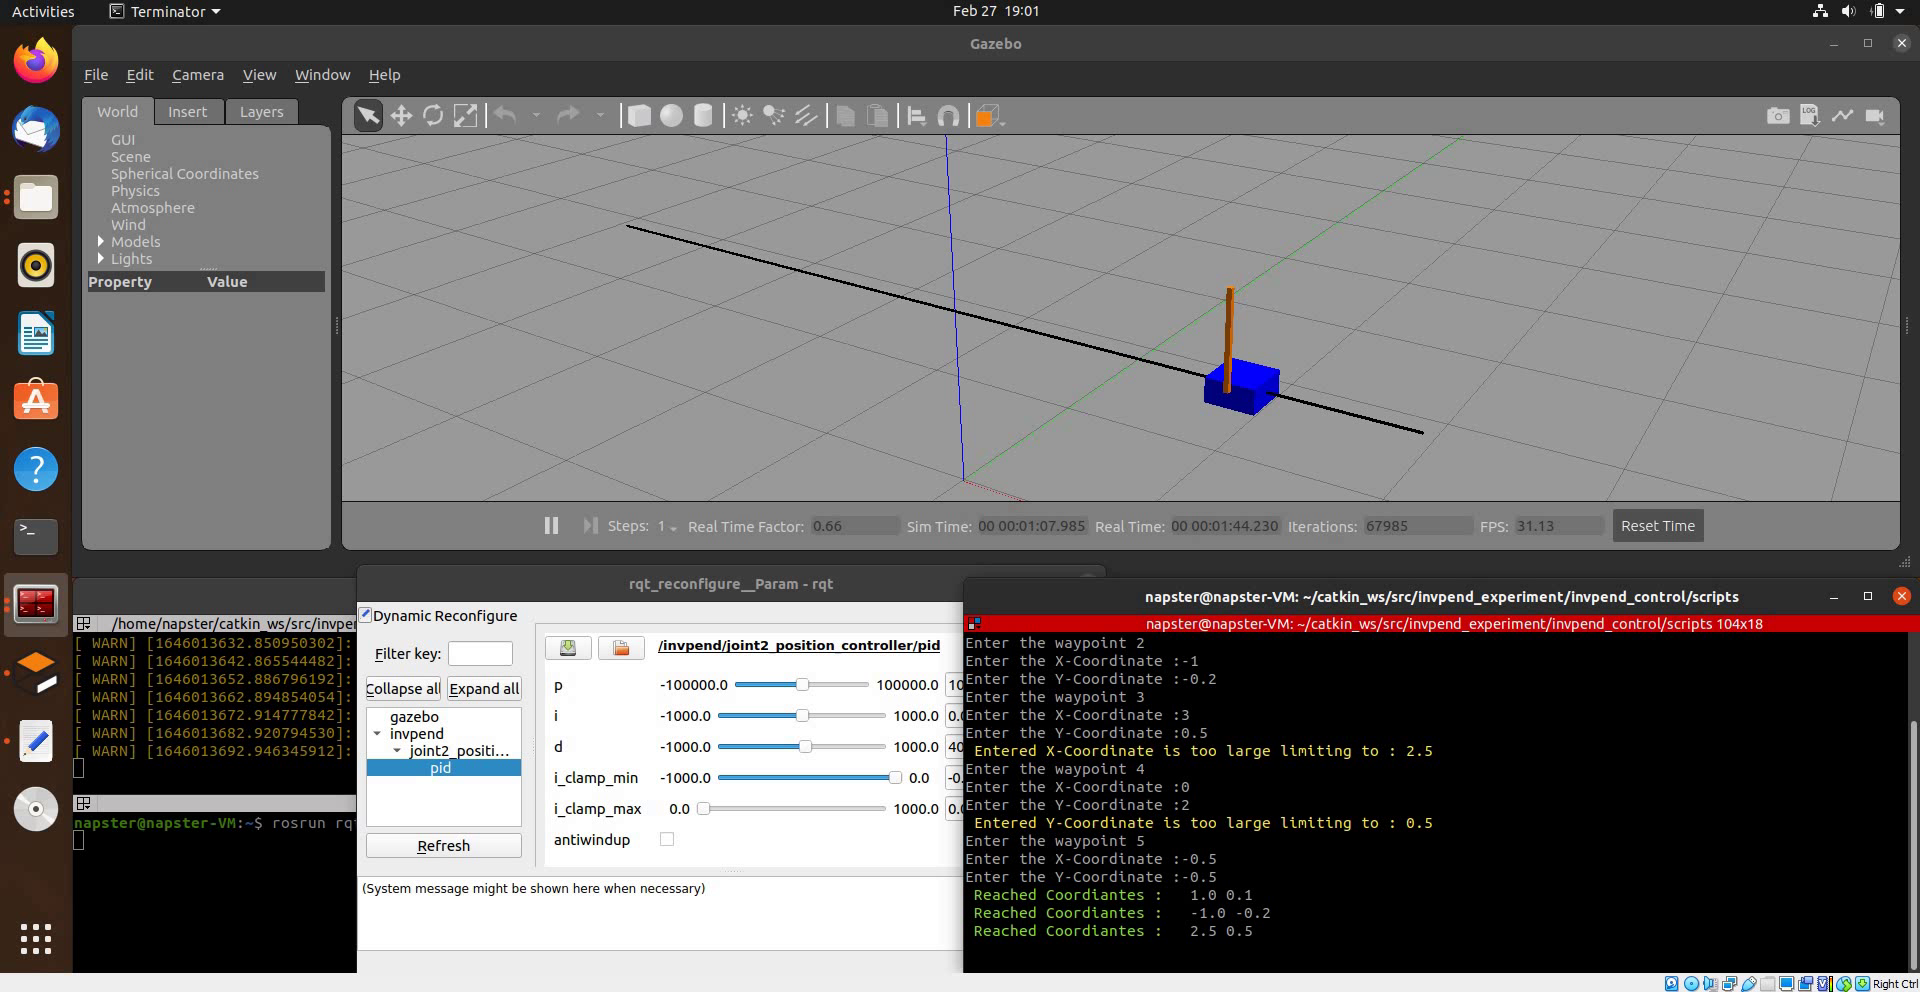 Activities Terminator Feb 27 19:01
Gazebo
File Edit Camera View Window Help
World Insert Layers
GUI
Scene
Spherical Coordinates
Physics
Atmosphere
Wind
Models
Lights
Property Value
LOG
Steps: 1 Real Time Factor: 0.66 Sim Time: 00 00:01:07.985 Real Time: 00 00:01:44.230 Iterations: 67985 FPS: 31.13 Reset Time
/home/napster/catkin_ws/src/invper
[ WARN] [1646013632.850950302]:
[ WARN] [1646013642.865544482]:
[ WARN] [1646013652.886796192]:
[ WARN] [1646013662.894854054]:
[ WARN] [1646013672.914777842]:
[ WARN] [1646013682.920794530]:
[ WARN] [1646013692.946345912]:
napster@napster-VM:~$ rosrun rqt
rqt_reconfigure__Param - rqt
Dynamic Reconfigure
Filter key:
Collapse all Expand all
gazebo
invpend
joint2_positi...
pid
Refresh
/invpend/joint2_position_controller/pid
p -100000.0 100000.0 10
i -1000.0 1000.0 0.
d -1000.0 1000.0 40
i_clamp_min -1000.0 0.0 -0.
i_clamp_max 0.0 1000.0 0.
antiwindup
(System message might be shown here when necessary)
napster@napster-VM: ~/catkin_ws/src/invpend_experiment/invpend_control/scripts
napster@napster-VM: ~/catkin_ws/src/invpend_experiment/invpend_control/scripts 104x18
Enter the waypoint 2
Enter the X-Coordinate :-1
Enter the Y-Coordinate :-0.2
Enter the waypoint 3
Enter the X-Coordinate :3
Enter the Y-Coordinate :0.5
Entered X-Coordinate is too large limiting to : 2.5
Enter the waypoint 4
Enter the X-Coordinate :0
Enter the Y-Coordinate :2
Entered Y-Coordinate is too large limiting to : 0.5
Enter the waypoint 5
Enter the X-Coordinate :-0.5
Enter the Y-Coordinate :-0.5
Reached Coordiantes : 1.0 0.1
Reached Coordiantes : -1.0 -0.2
Reached Coordiantes : 2.5 0.5
Right Ctrl